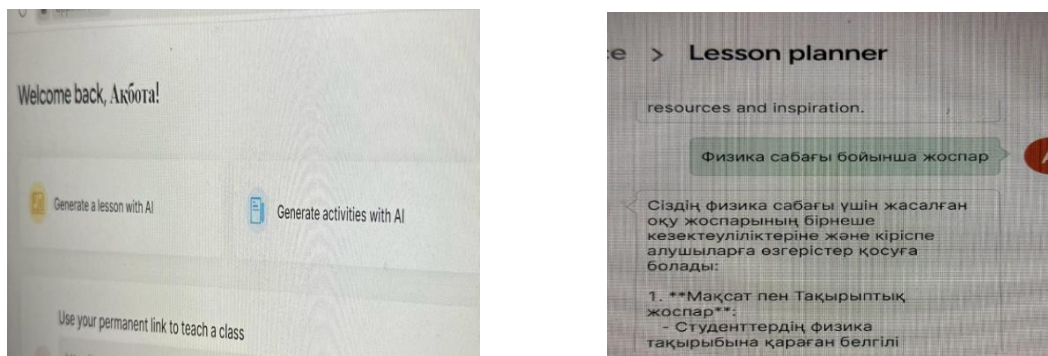 Welcome back, Ақбота!
Generate a lesson with AI
Generate activities with AI
Use your permanent link to teach a class
> Lesson planner
resources and inspiration.
Физика сабағы бойынша жоспар
Сіздің физика сабағы үшін жасалған
оқу жоспарының бірнеше
кезектеуліліктеріне және кіріспе
алушыларға өзгерістер қосуға
болады:
1. **Мақсат пен Тақырыптық
жоспар**:
- Студенттердің физика
тақырыбына қараған белгілі